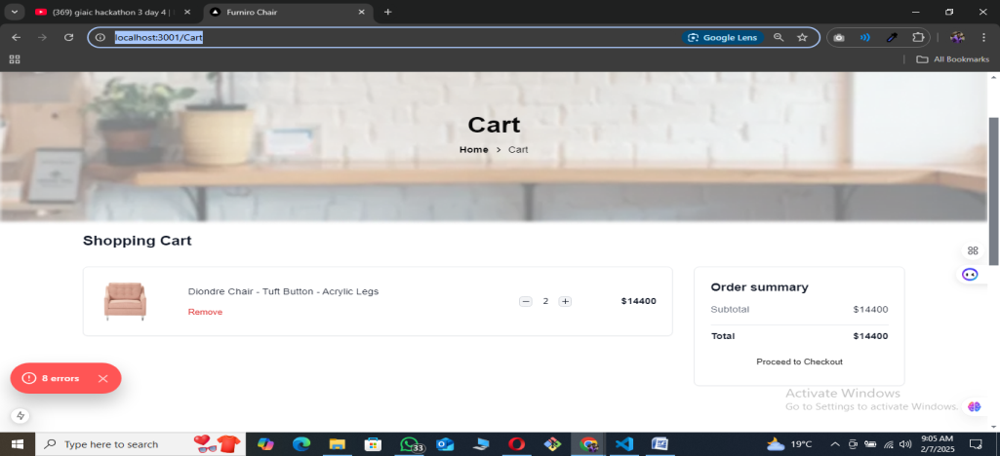 (369) giaic hackathon 3 day 4 |
Furniro Chair
localhost:3001/Cart
Google Lens
All Bookmarks
Cart
Home > Cart
Shopping Cart
Diondre Chair - Tuft Button - Acrylic Legs
Remove
2
$14400
Order summary
Subtotal $14400
Total $14400
Proceed to Checkout
8 errors
Activate Windows
Go to Settings to activate Windows.
Type here to search
33
19°C
9:05 AM
2/7/2025